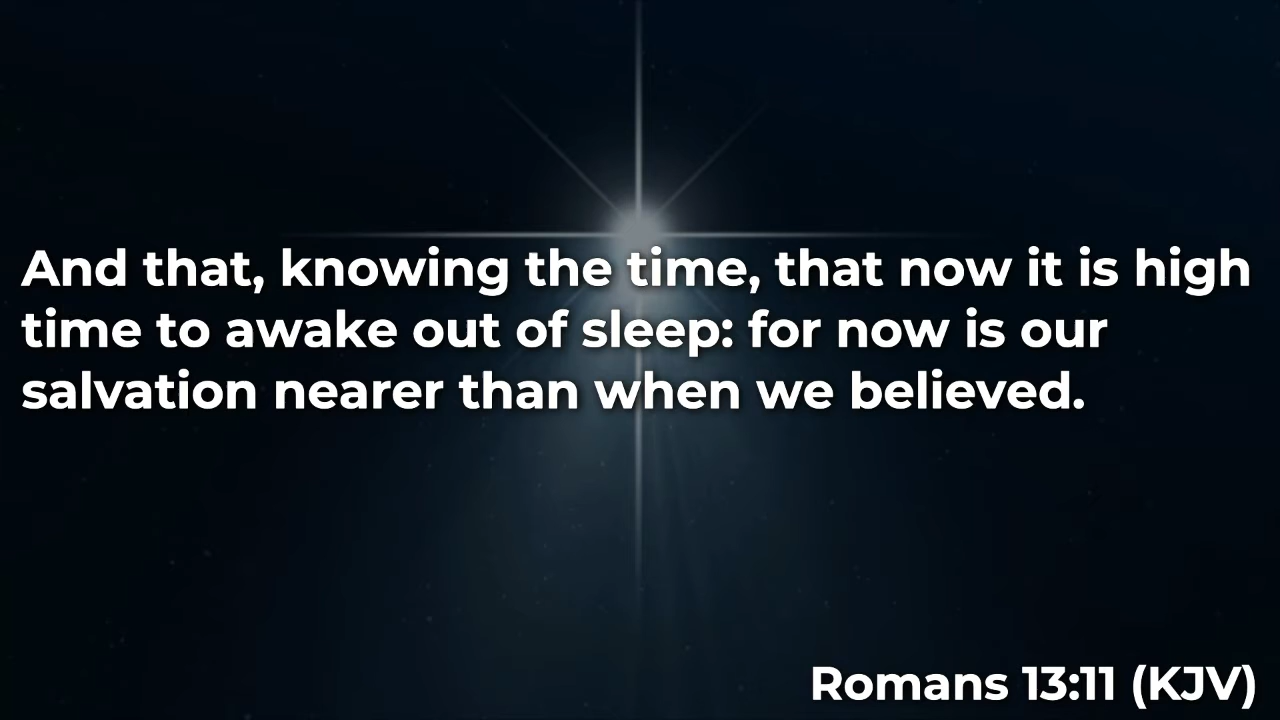 And that, knowing the time, that now it is high
time to awake out of sleep: for now is our
salvation nearer than when we believed.
Romans 13:11 (KJV)